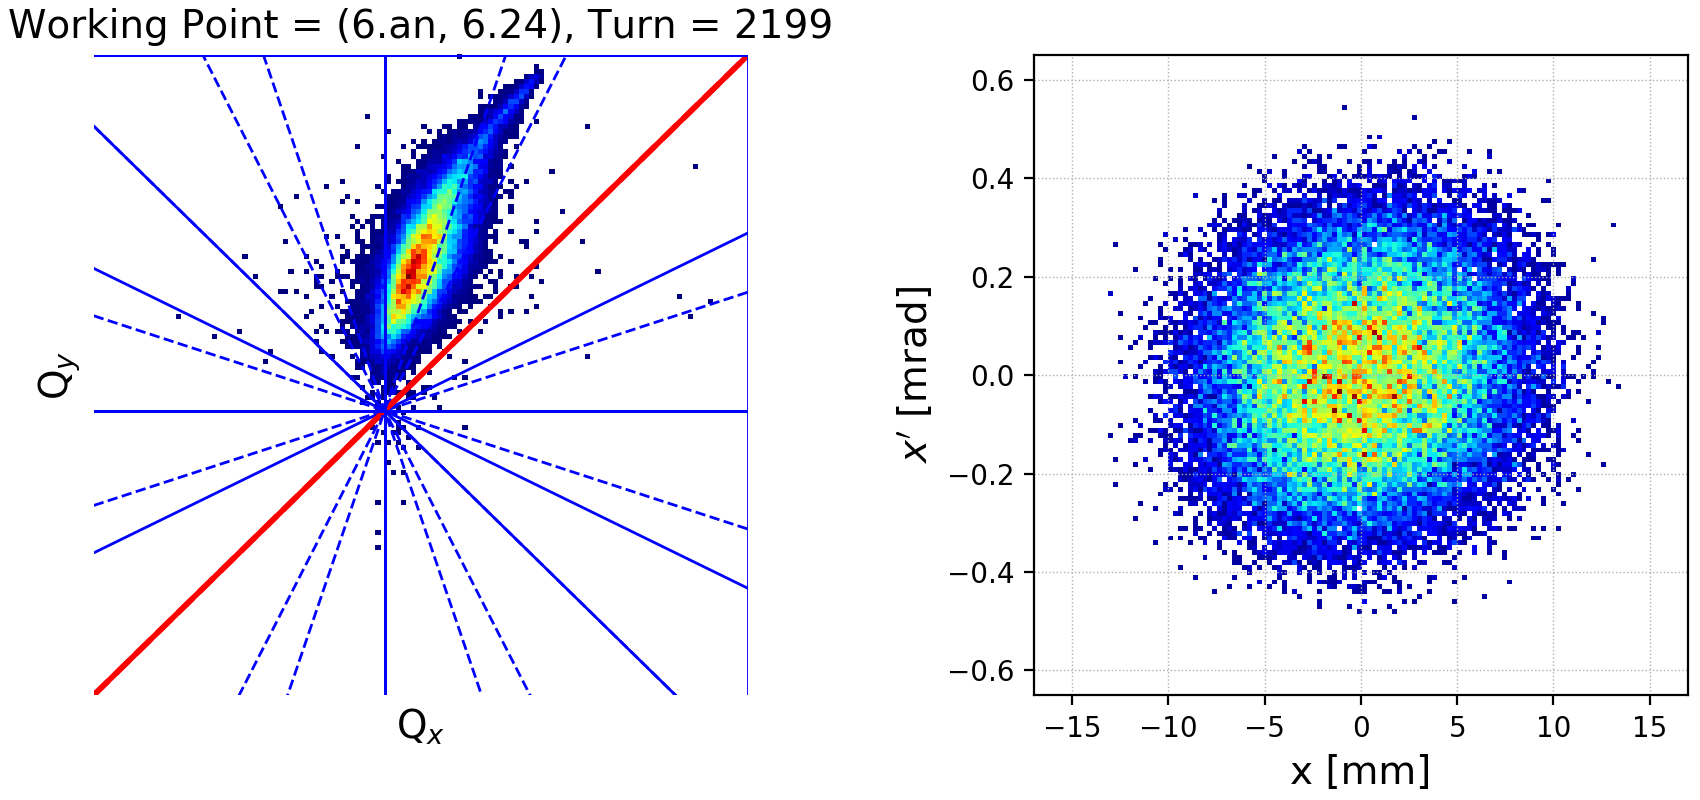 Working Point = (6.an, 6.24), Turn = 2199
Q_y
Q_x
0.6
0.4
0.2
0.0
−0.2
−0.4
−0.6
x′ [mrad]
−15 −10 −5 0 5 10 15
x [mm]